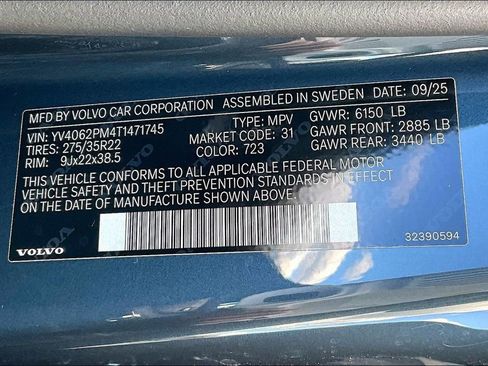 MFD BY VOLVO CAR CORPORATION ASSEMBLED IN SWEDEN DATE: 09/25
VIN: YV4062PM4T1471745 TYPE: MPV GVWR: 6150 LB
TIRES: 275/35R22 MARKET CODE: 31 GAWR FRONT: 2885 LB
RIM: 9Jx22x38.5 COLOR: 723 GAWR REAR: 3440 LB
THIS VEHICLE CONFORMS TO ALL APPLICABLE FEDERAL MOTOR
VEHICLE SAFETY AND THEFT PREVENTION STANDARDS IN EFFECT
ON THE DATE OF MANUFACTURE SHOWN ABOVE.
VOLVO 32390594